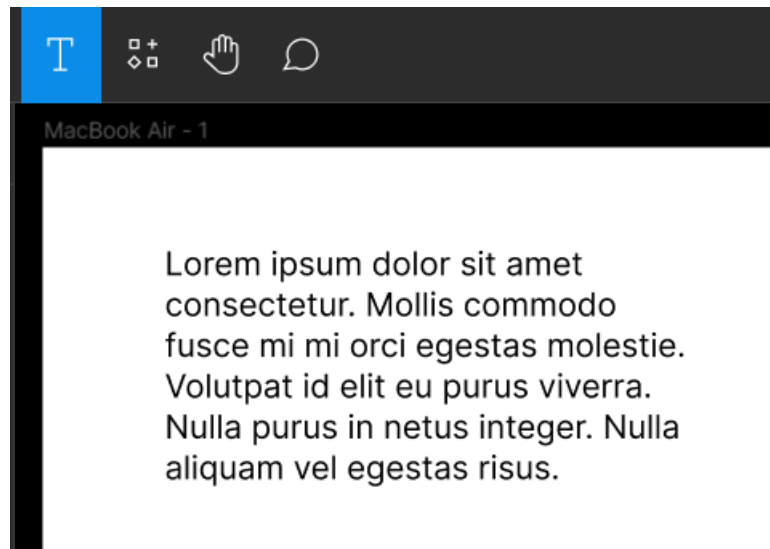 T
MacBook Air - 1
Lorem ipsum dolor sit amet
consectetur. Mollis commodo
fusce mi mi orci egestas molestie.
Volutpat id elit eu purus viverra.
Nulla purus in netus integer. Nulla
aliquam vel egestas risus.